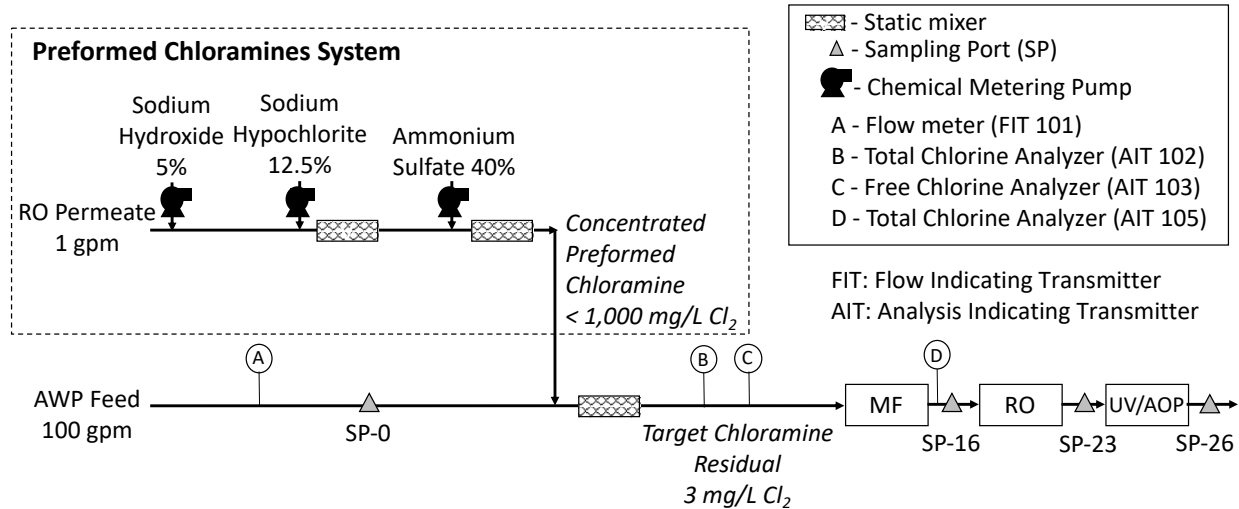 Preformed Chloramines System
Sodium
Hydroxide
5%
Sodium
Hypochlorite
12.5%
Ammonium
Sulfate 40%
RO Permeate
1 gpm
Concentrated
Preformed
Chloramine
< 1,000 mg/L Cl₂
- Static mixer
- Sampling Port (SP)
- Chemical Metering Pump
A - Flow meter (FIT 101)
B - Total Chlorine Analyzer (AIT 102)
C - Free Chlorine Analyzer (AIT 103)
D - Total Chlorine Analyzer (AIT 105)
FIT: Flow Indicating Transmitter
AIT: Analysis Indicating Transmitter
A
B
C
D
AWP Feed
100 gpm
SP-0
Target Chloramine
Residual
3 mg/L Cl₂
MF
SP-16
RO
SP-23
UV/AOP
SP-26